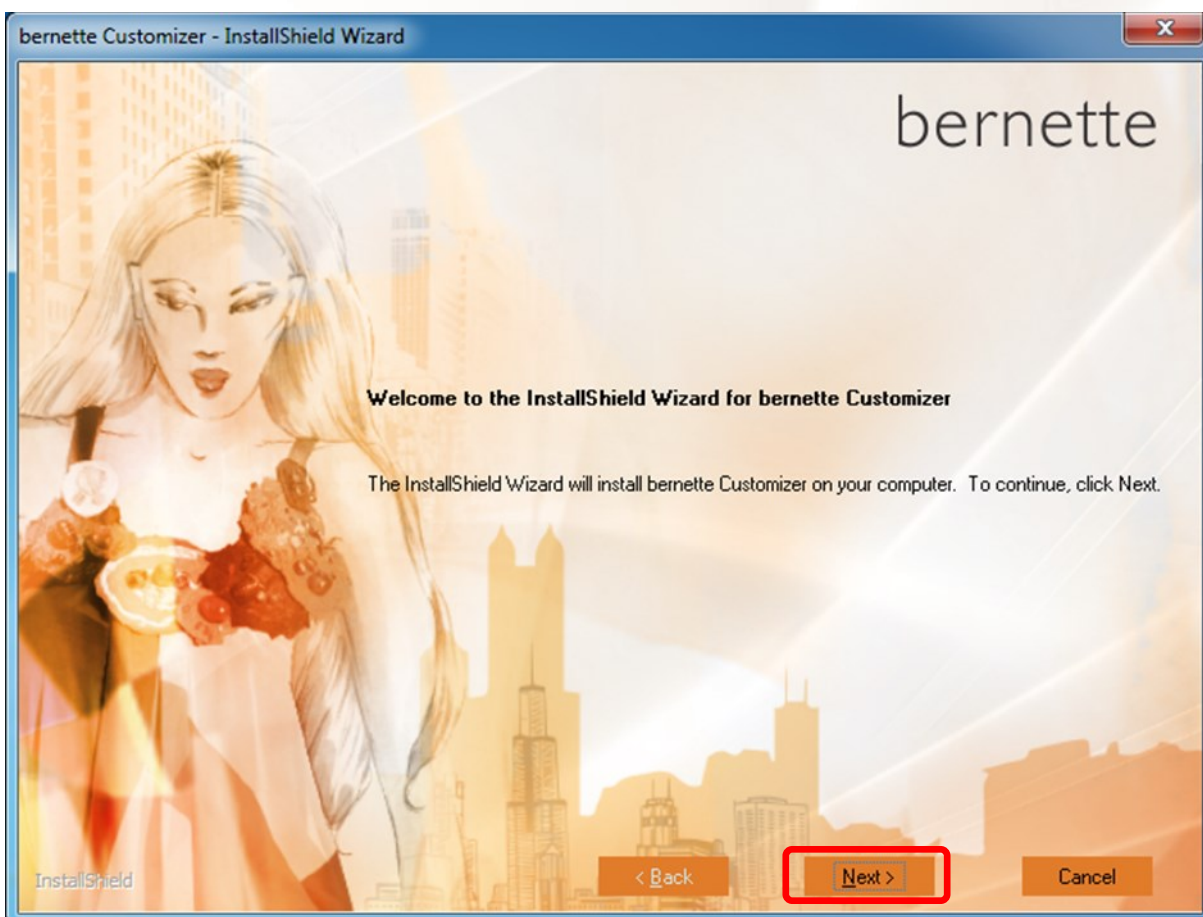 bernette Customizer - InstallShield Wizard
bernette
Welcome to the InstallShield Wizard for bernette Customizer
The InstallShield Wizard will install bernette Customizer on your computer. To continue, click Next.
InstallShield
< Back
Next >
Cancel